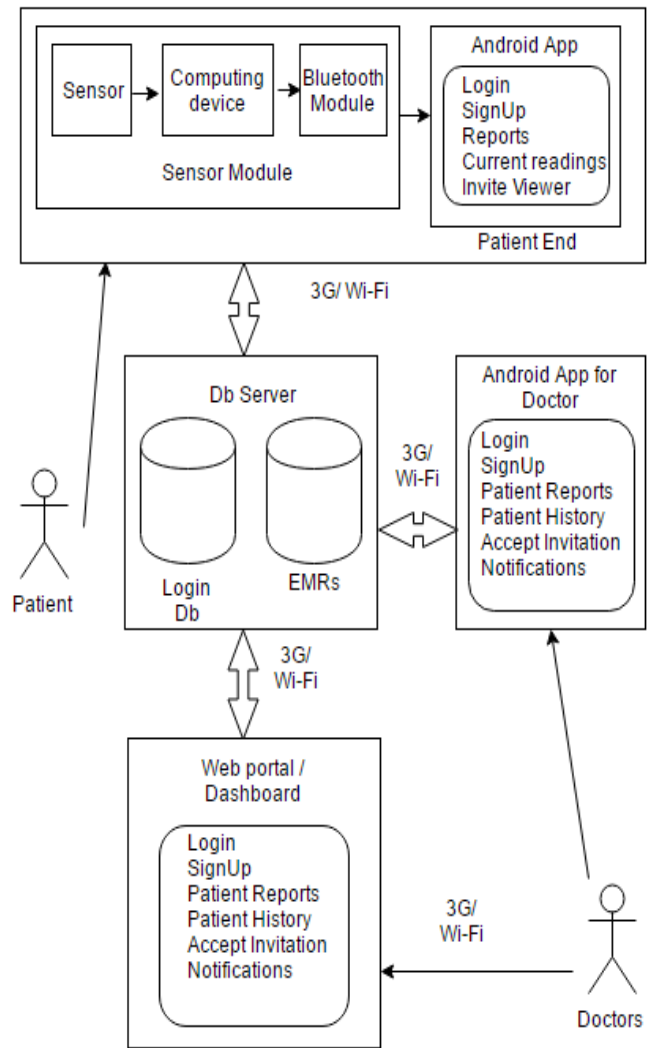 Sensor
Computing
device
Bluetooth
Module
Sensor Module
Android App
Login
SignUp
Reports
Current readings
Invite Viewer
Patient End
3G/ Wi-Fi
Db Server
Login
Db
EMRs
3G/
Wi-Fi
Android App for
Doctor
Login
SignUp
Patient Reports
Patient History
Accept Invitation
Notifications
Patient
3G/
Wi-Fi
Web portal /
Dashboard
Login
SignUp
Patient Reports
Patient History
Accept Invitation
Notifications
3G/
Wi-Fi
Doctors